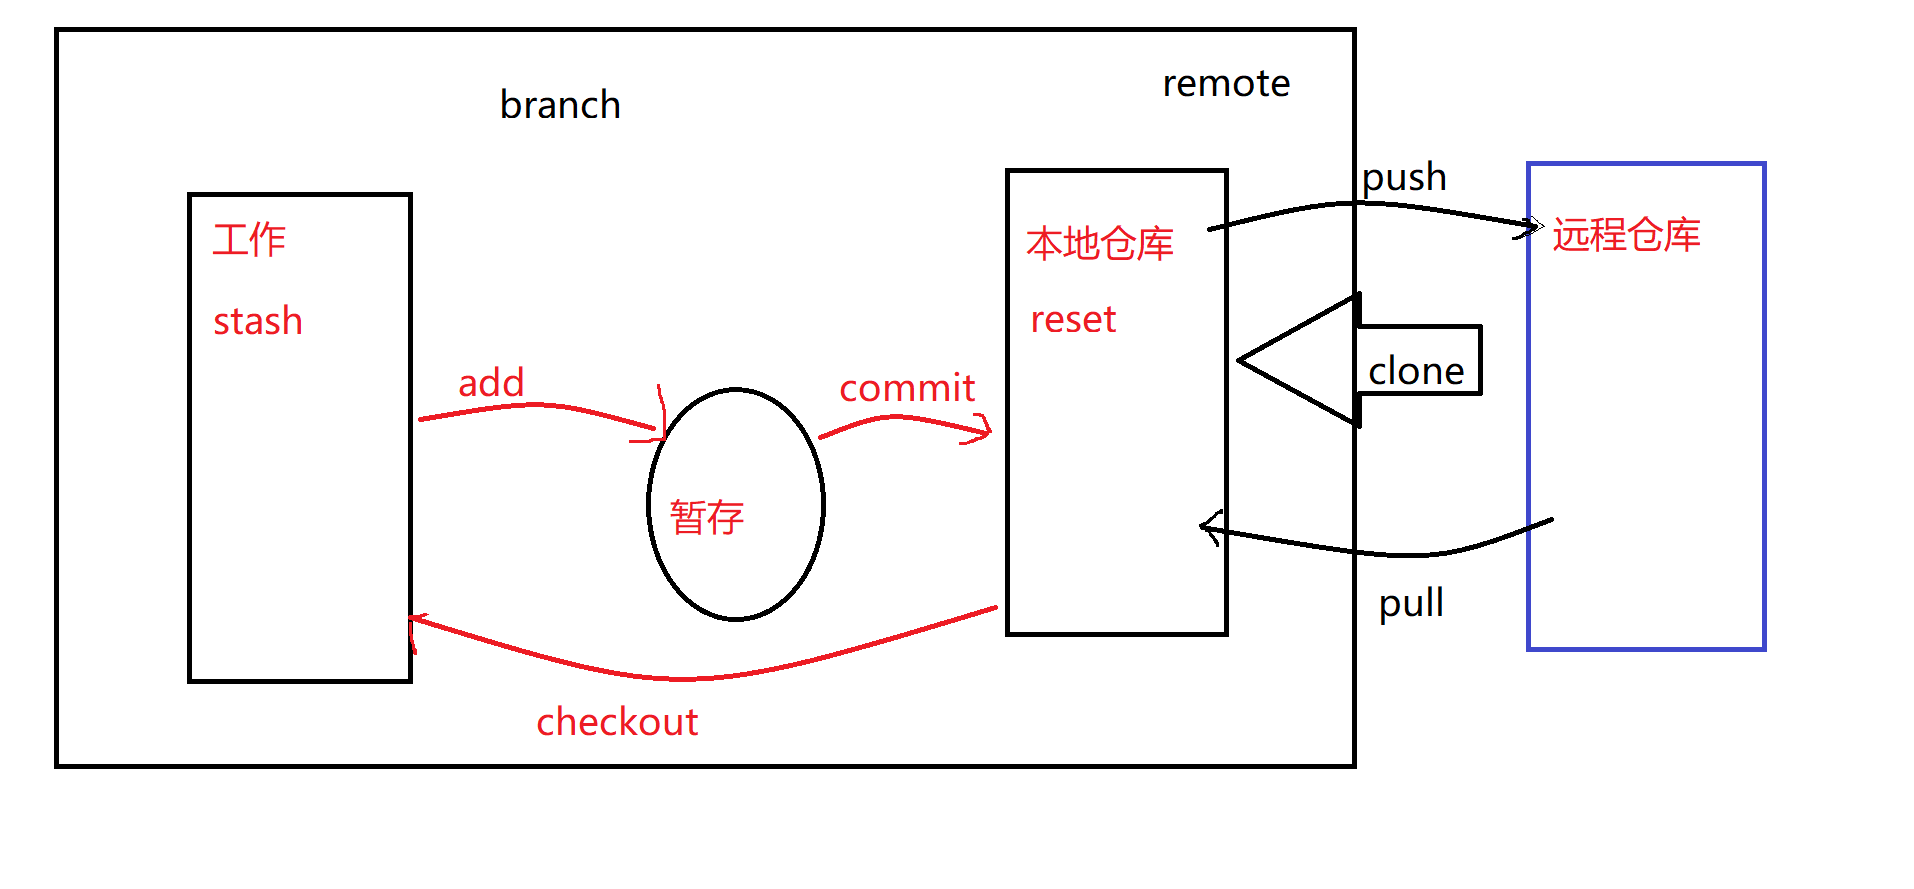 branch
remote
工作
stash
add
暂存
commit
本地仓库
reset
checkout
push
clone
pull
远程仓库